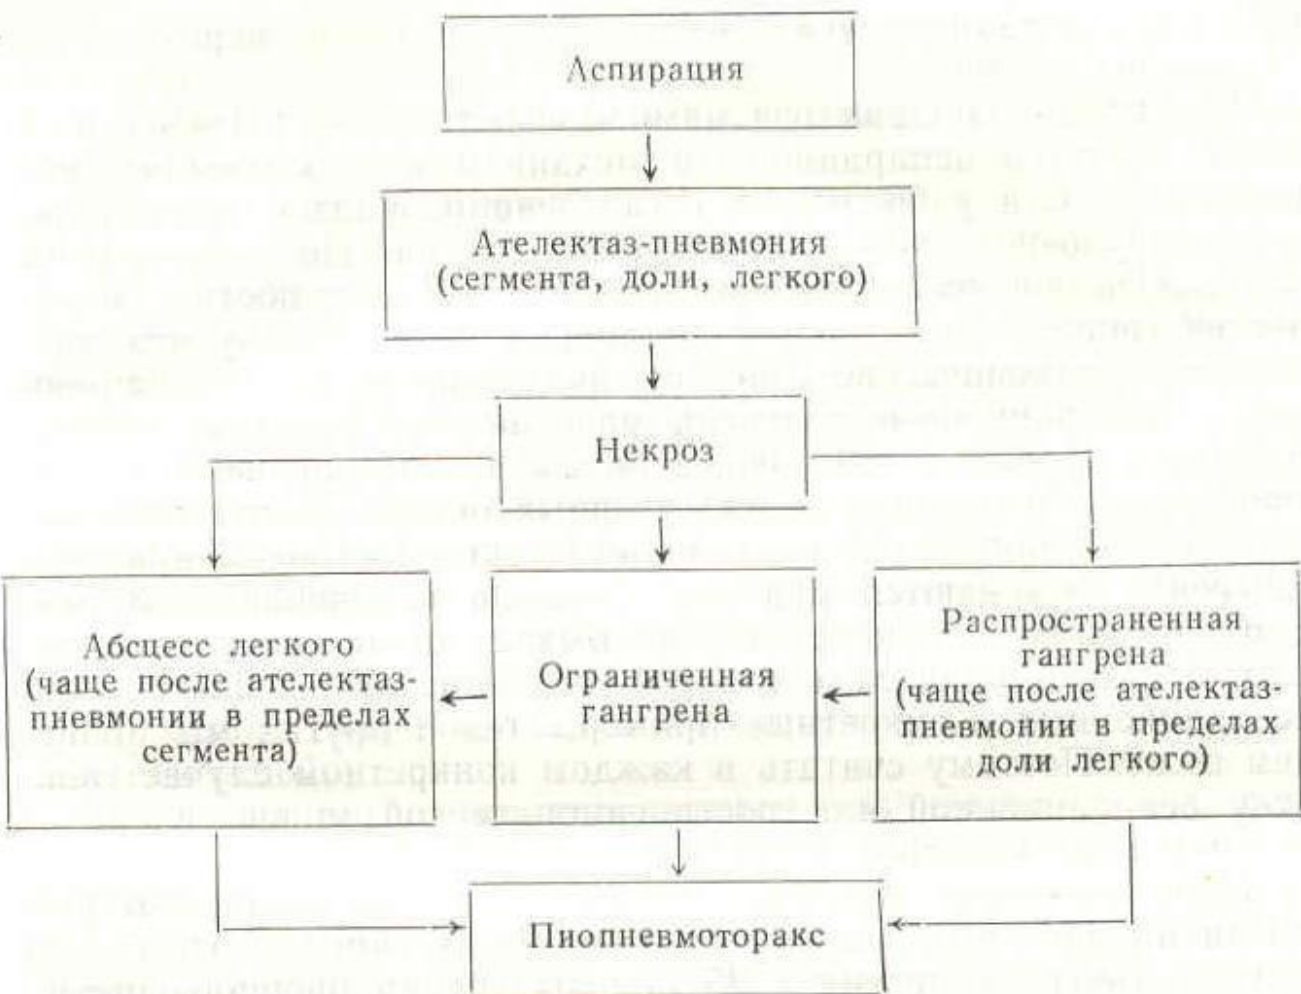 Аспирация
Ателектаз-пневмония
(сегмента, доли, легкого)
Некроз
Абсцесс легкого
(чаще после ателектаз-
пневмонии в пределах
сегмента)
Ограниченная
гангрена
Распространенная
гангрена
(чаще после ателектаз-
пневмонии в пределах
доли легкого)
Пиопневмоторакс